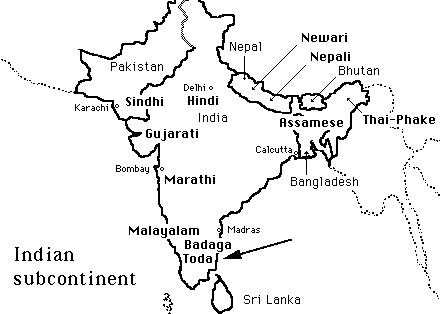 Newari
Nepal
Nepali
Pakistan
Bhutan
Delhi
Karachi
Sindhi
Hindi
India
Assamese
Thai-Phake
Gujarati
Calcutta
Bombay
Marathi
Bangladesh
Malayalam
Madras
Badaga
Toda
Indian
subcontinent
Sri Lanka